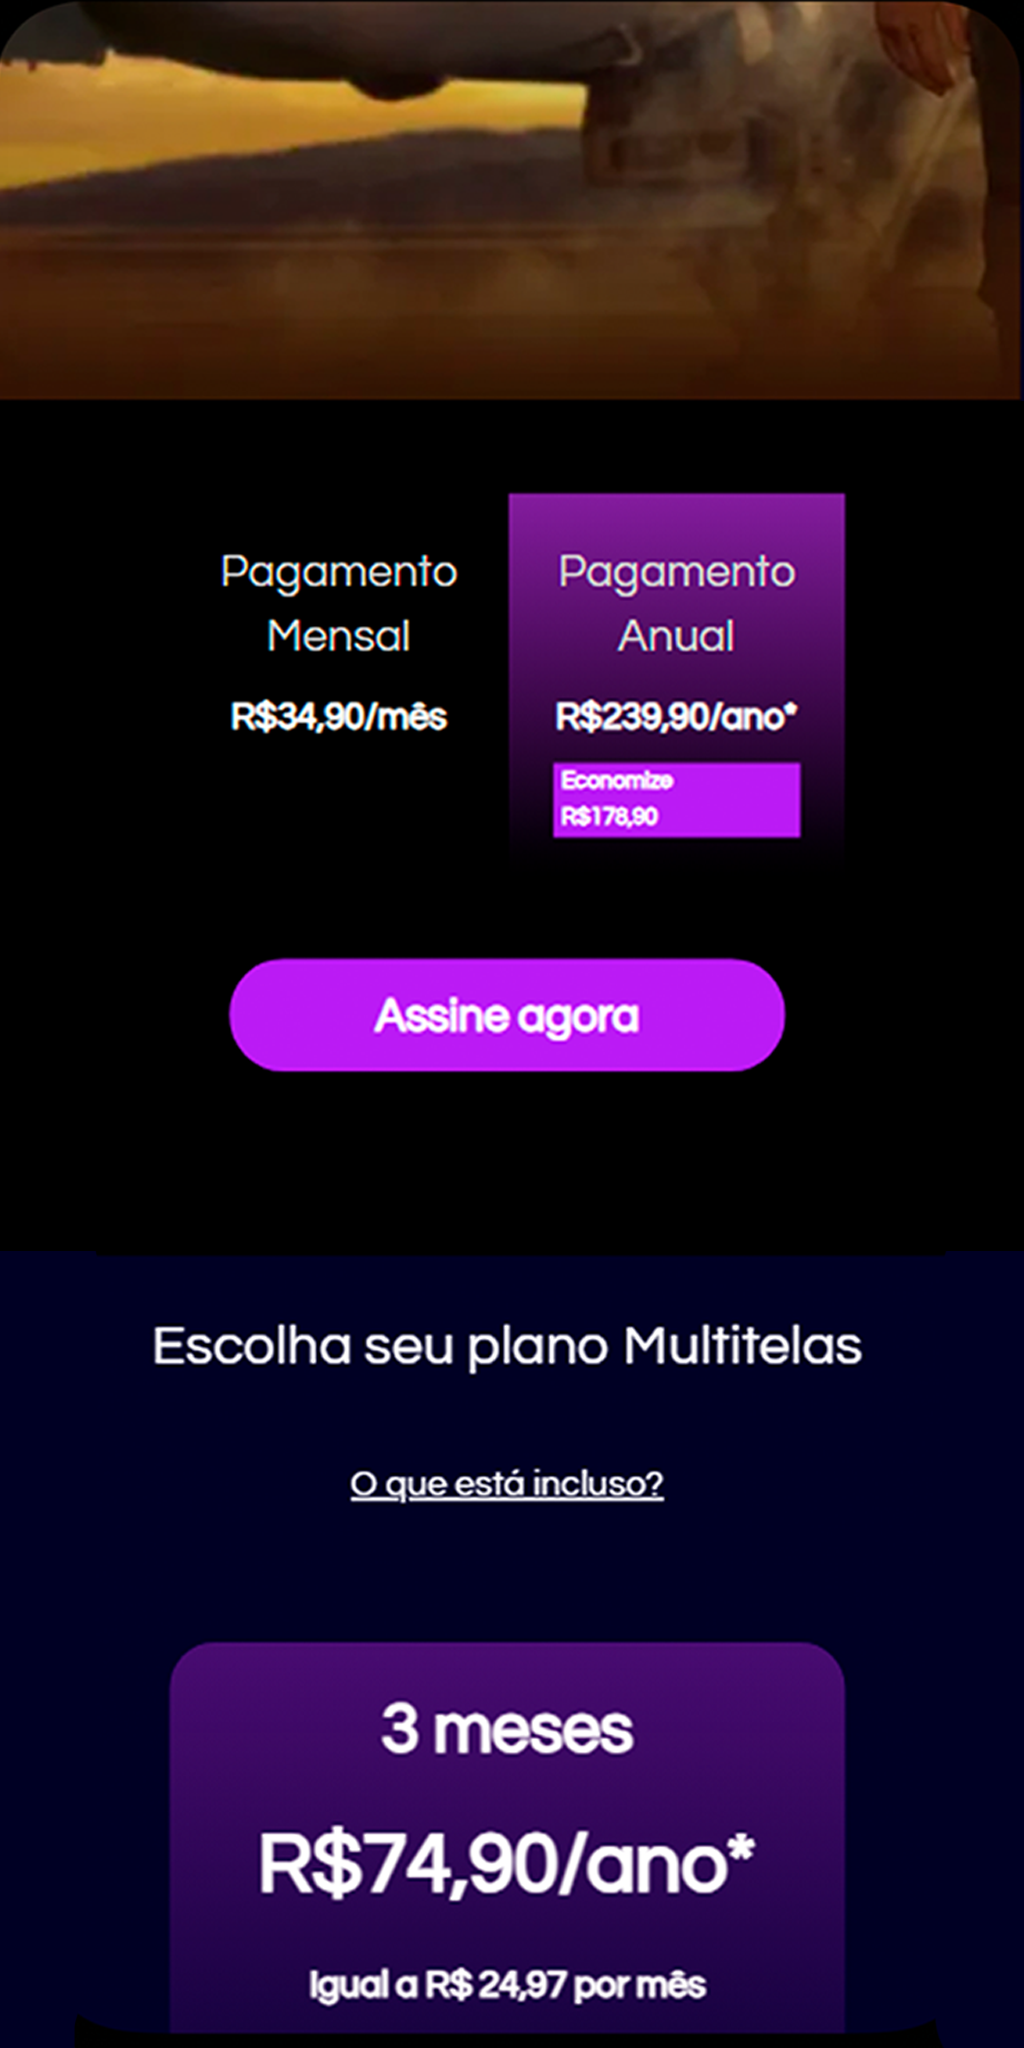 Pagamento
Mensal
R$34,90/mês
Pagamento
Anual
R$239,90/ano*
Economize
R$178,90
Assine agora
Escolha seu plano Multitelas
O que está incluso?
3 meses
R$74,90/ano*
Igual a R$ 24,97 por mês